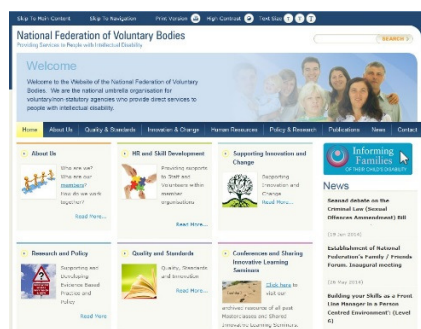 Skip To Main Content Skip To Navigation Print Version High Contrast Text Size T T T
National Federation of Voluntary Bodies
Providing Services to People with Intellectual Disability
SEARCH
Welcome
Welcome to the Website of the National Federation of Voluntary
Bodies. We are the national umbrella organisation for
voluntary/non-statutory agencies who provide direct services to
people with intellectual disability.
Home About Us Quality & Standards Innovation & Change Human Resources Policy & Research Publications News Contact
About Us
Who are we?
Who are our
members?
How do we work
together?
Read More...
HR and Skill Development
Providing supports
to Staff and
Volunteers within
member
organisations
Read More...
Supporting Innovation and
Change
Supporting
Innovation and
Change
Read More...
Informing
Families
OF THEIR CHILD'S DISABILITY
News
Seanad debate on the
Criminal Law (Sexual
Offences Ammendment) Bill
2014]
Establishment of National
Federation's Family / Friends
Forum. Inaugural meeting
2014]
Building your Skills as a Front
Line Manager in a Person
Centred Environment': (Level
6)
Research and Policy
Supporting and
Developing
Evidence Based
Practice and
Policy
Read More
Quality and Standards
Quality, Standards
and Innovation
Read More...
Conferences and Sharing
Innovative Learning
Seminars
Click here to
visit our
archived resource of all past
Masterclasses and Shared
Innovative Learning Seminars.